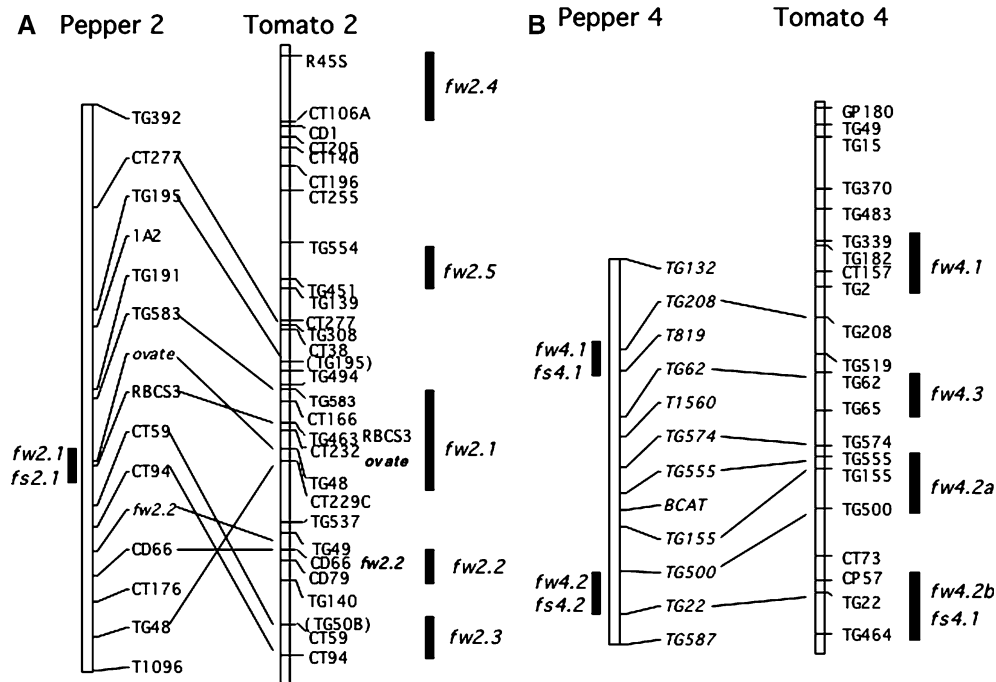 A Pepper 2 Tomato 2
TG392
CT277
TG195
1A2
TG191
TG583
ovate
RBCS3
CT59
CT94
fw2.2
CD66
CT176
TG48
T1096
fw2.1
fs2.1
R45S
CT106A
CD1
CT205
CT140
CT196
CT255
TG554
TG451
TG139
CT277
TG308
CT38
(TG195)
TG494
TG583
CT166
TG463 RBCS3
CT232 ovate
TG48
CT229C
TG537
TG49
CD66 fw2.2
CD79
TG140
(TG50B)
CT59
CT94
fw2.4
fw2.5
fw2.1
fw2.2
fw2.3
B Pepper 4 Tomato 4
TG132
TG208
T819
TG62
T1560
TG574
TG555
BCAT
TG155
TG500
TG22
TG587
fw4.1
fs4.1
fw4.2
fs4.2
GP180
TG49
TG15
TG370
TG483
TG339
TG182
CT157
TG2
TG208
TG519
TG62
TG65
TG574
TG555
TG155
TG500
CT73
CP57
TG22
TG464
fw4.1
fw4.3
fw4.2a
fw4.2b
fs4.1